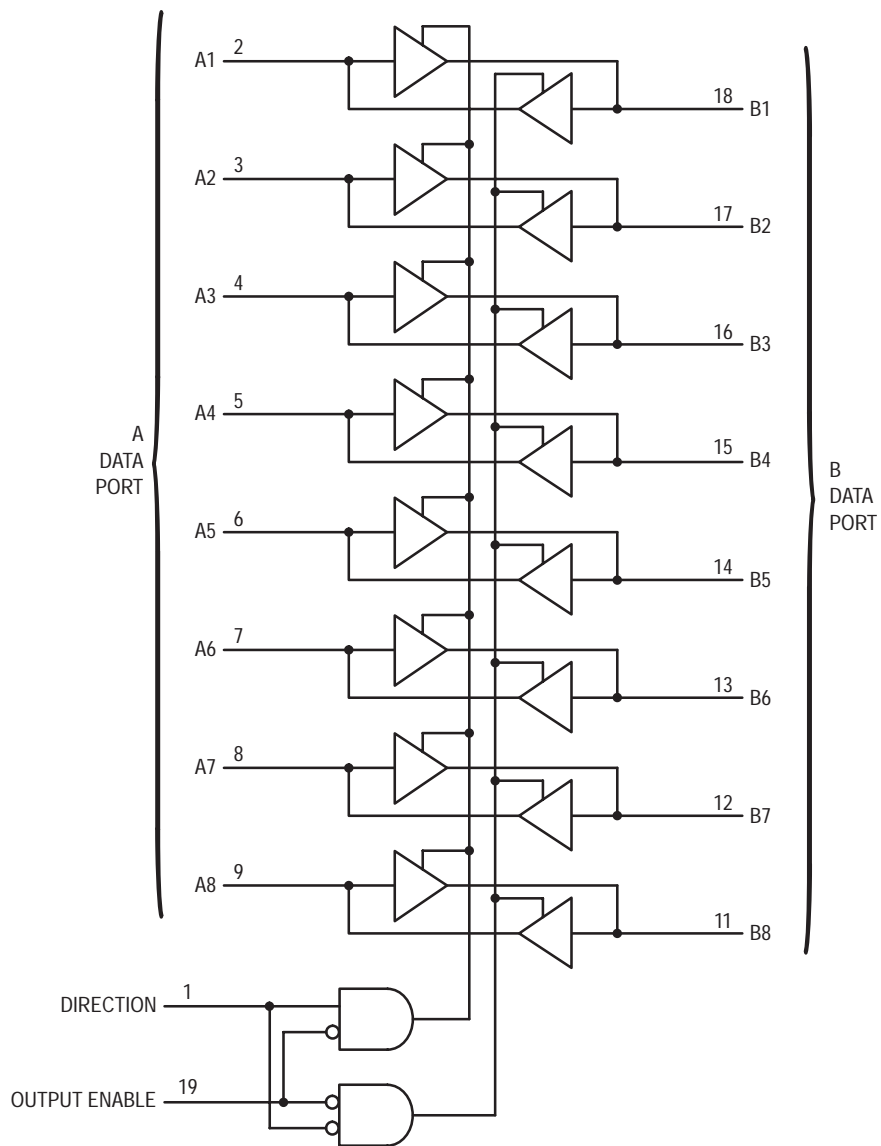 A1 2
18 B1
A2 3
17 B2
A3 4
16 B3
A4 5
A
DATA
PORT
15 B4
B
DATA
PORT
A5 6
14 B5
A6 7
13 B6
A7 8
12 B7
A8 9
11 B8
DIRECTION 1
OUTPUT ENABLE 19